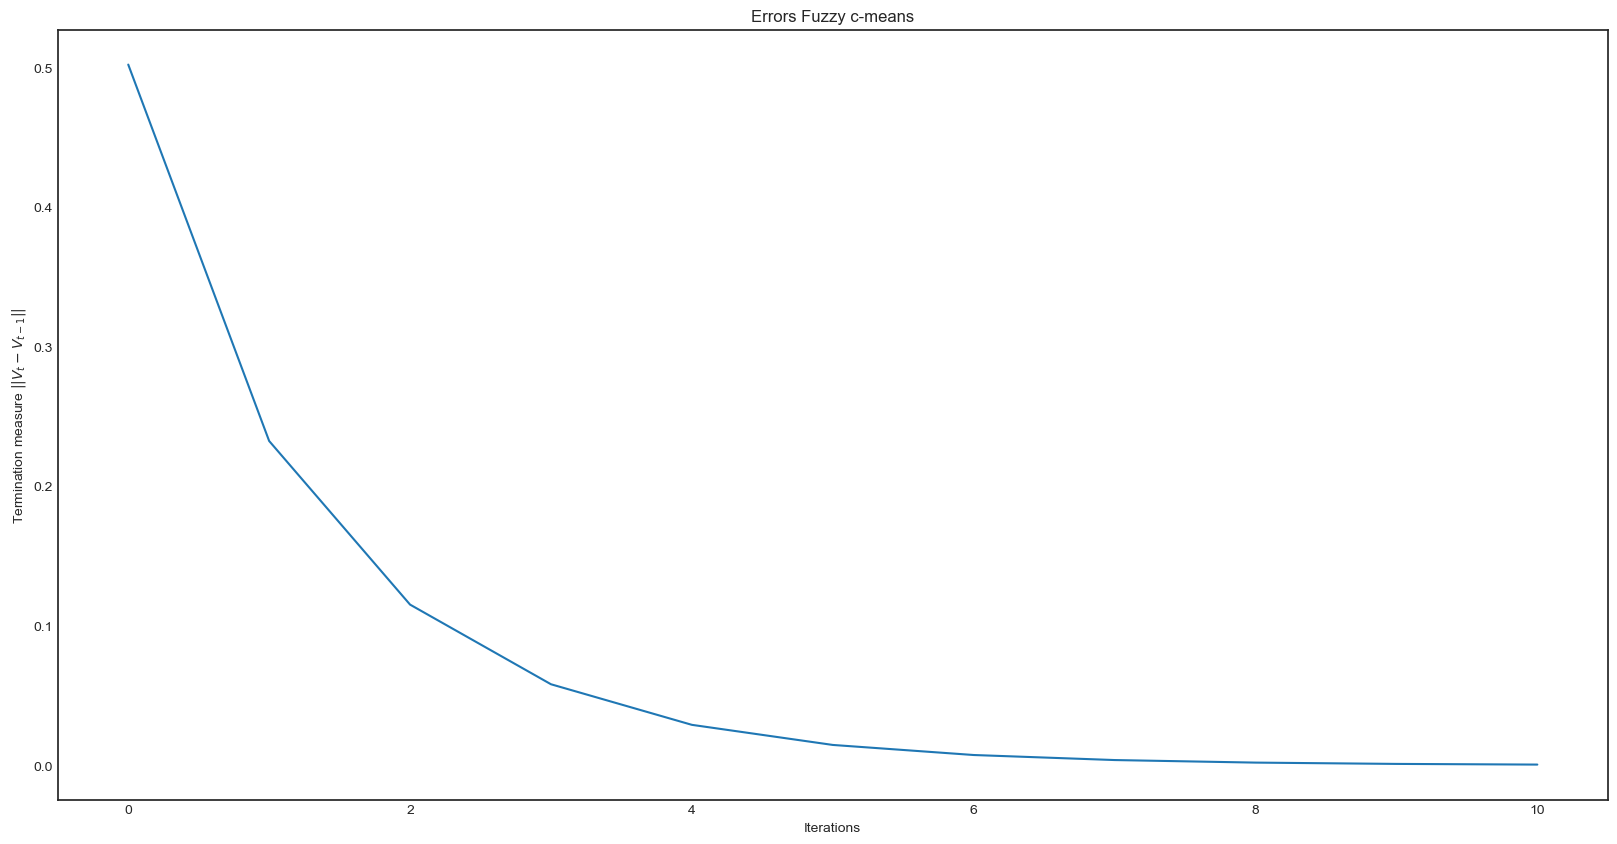 Errors Fuzzy c-means
Termination measure ||V_t − V_{t−1}||
0.5
0.4
0.3
0.2
0.1
0.0
0 2 4 6 8 10
Iterations